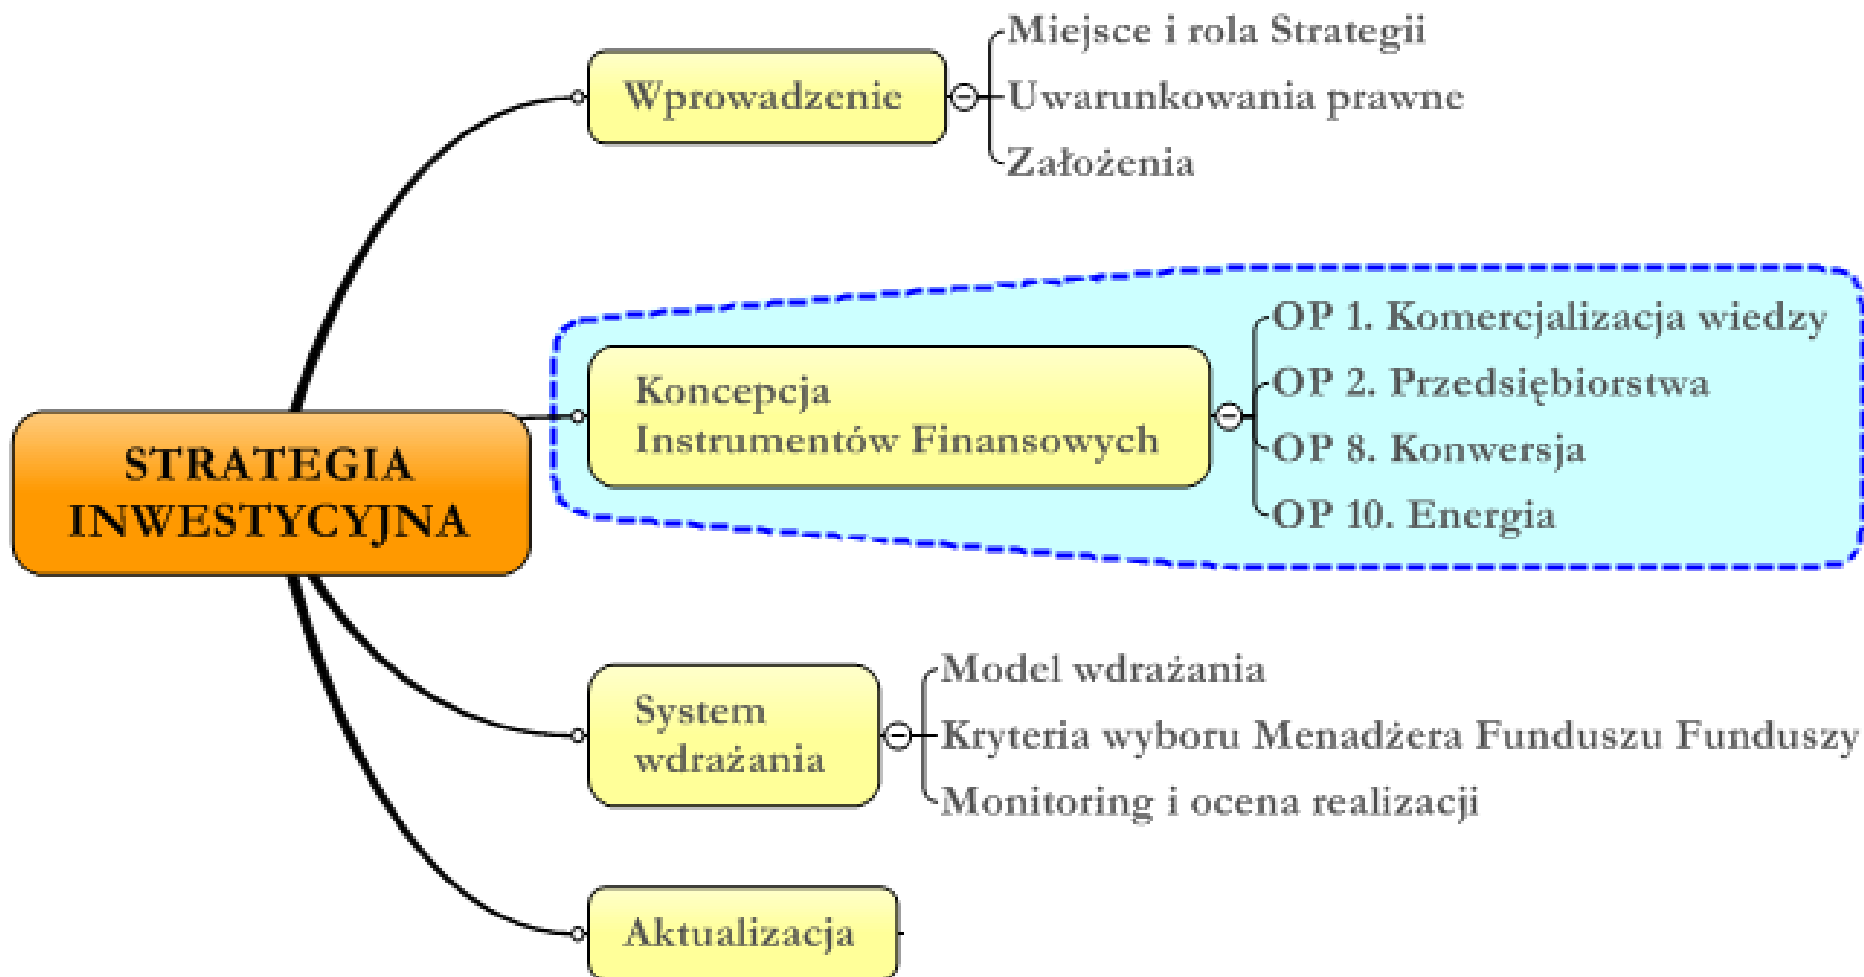 STRATEGIA
INWESTYCYJNA
Wprowadzenie
Miejsce i rola Strategii
Uwarunkowania prawne
Założenia
Koncepcja
Instrumentów Finansowych
OP 1. Komercjalizacja wiedzy
OP 2. Przedsiębiorstwa
OP 8. Konwersja
OP 10. Energia
System
wdrażania
Model wdrażania
Kryteria wyboru Menadżera Funduszu Funduszy
Monitoring i ocena realizacji
Aktualizacja